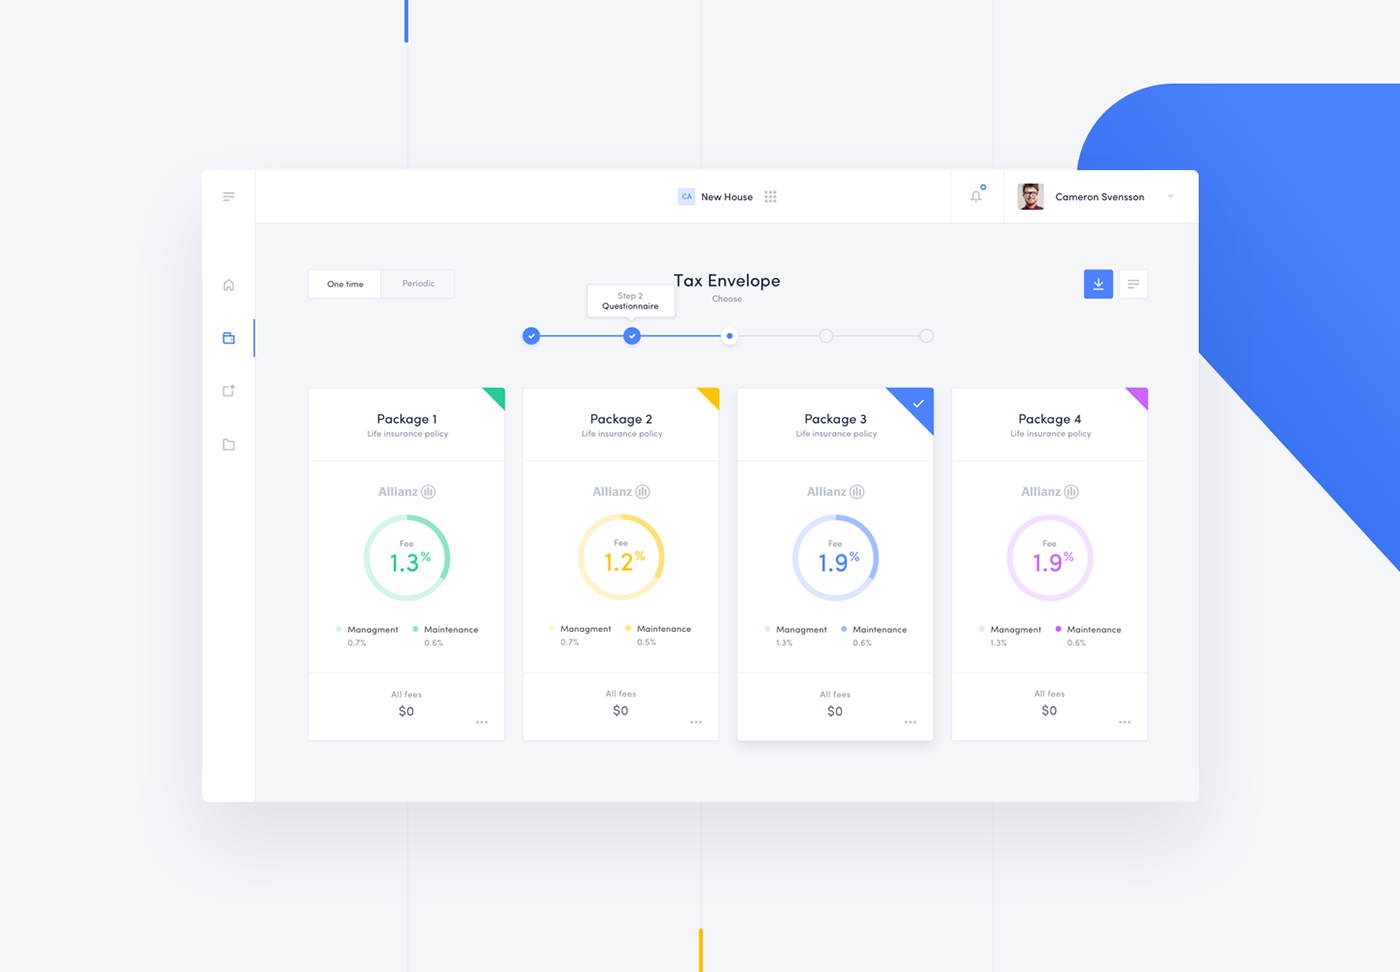 CA New House
Cameron Svensson
One time
Periodic
Tax Envelope
Choose
Step 2
Questionnaire
Package 1
Life insurance policy
Allianz
Fee
1.3%
Managment
0.7%
Maintenance
0.6%
All fees
$0
Package 2
Life insurance policy
Allianz
Fee
1.2%
Managment
0.7%
Maintenance
0.5%
All fees
$0
Package 3
Life insurance policy
Allianz
Fee
1.9%
Managment
1.3%
Maintenance
0.6%
All fees
$0
Package 4
Life insurance policy
Allianz
Fee
1.9%
Managment
1.3%
Maintenance
0.6%
All fees
$0